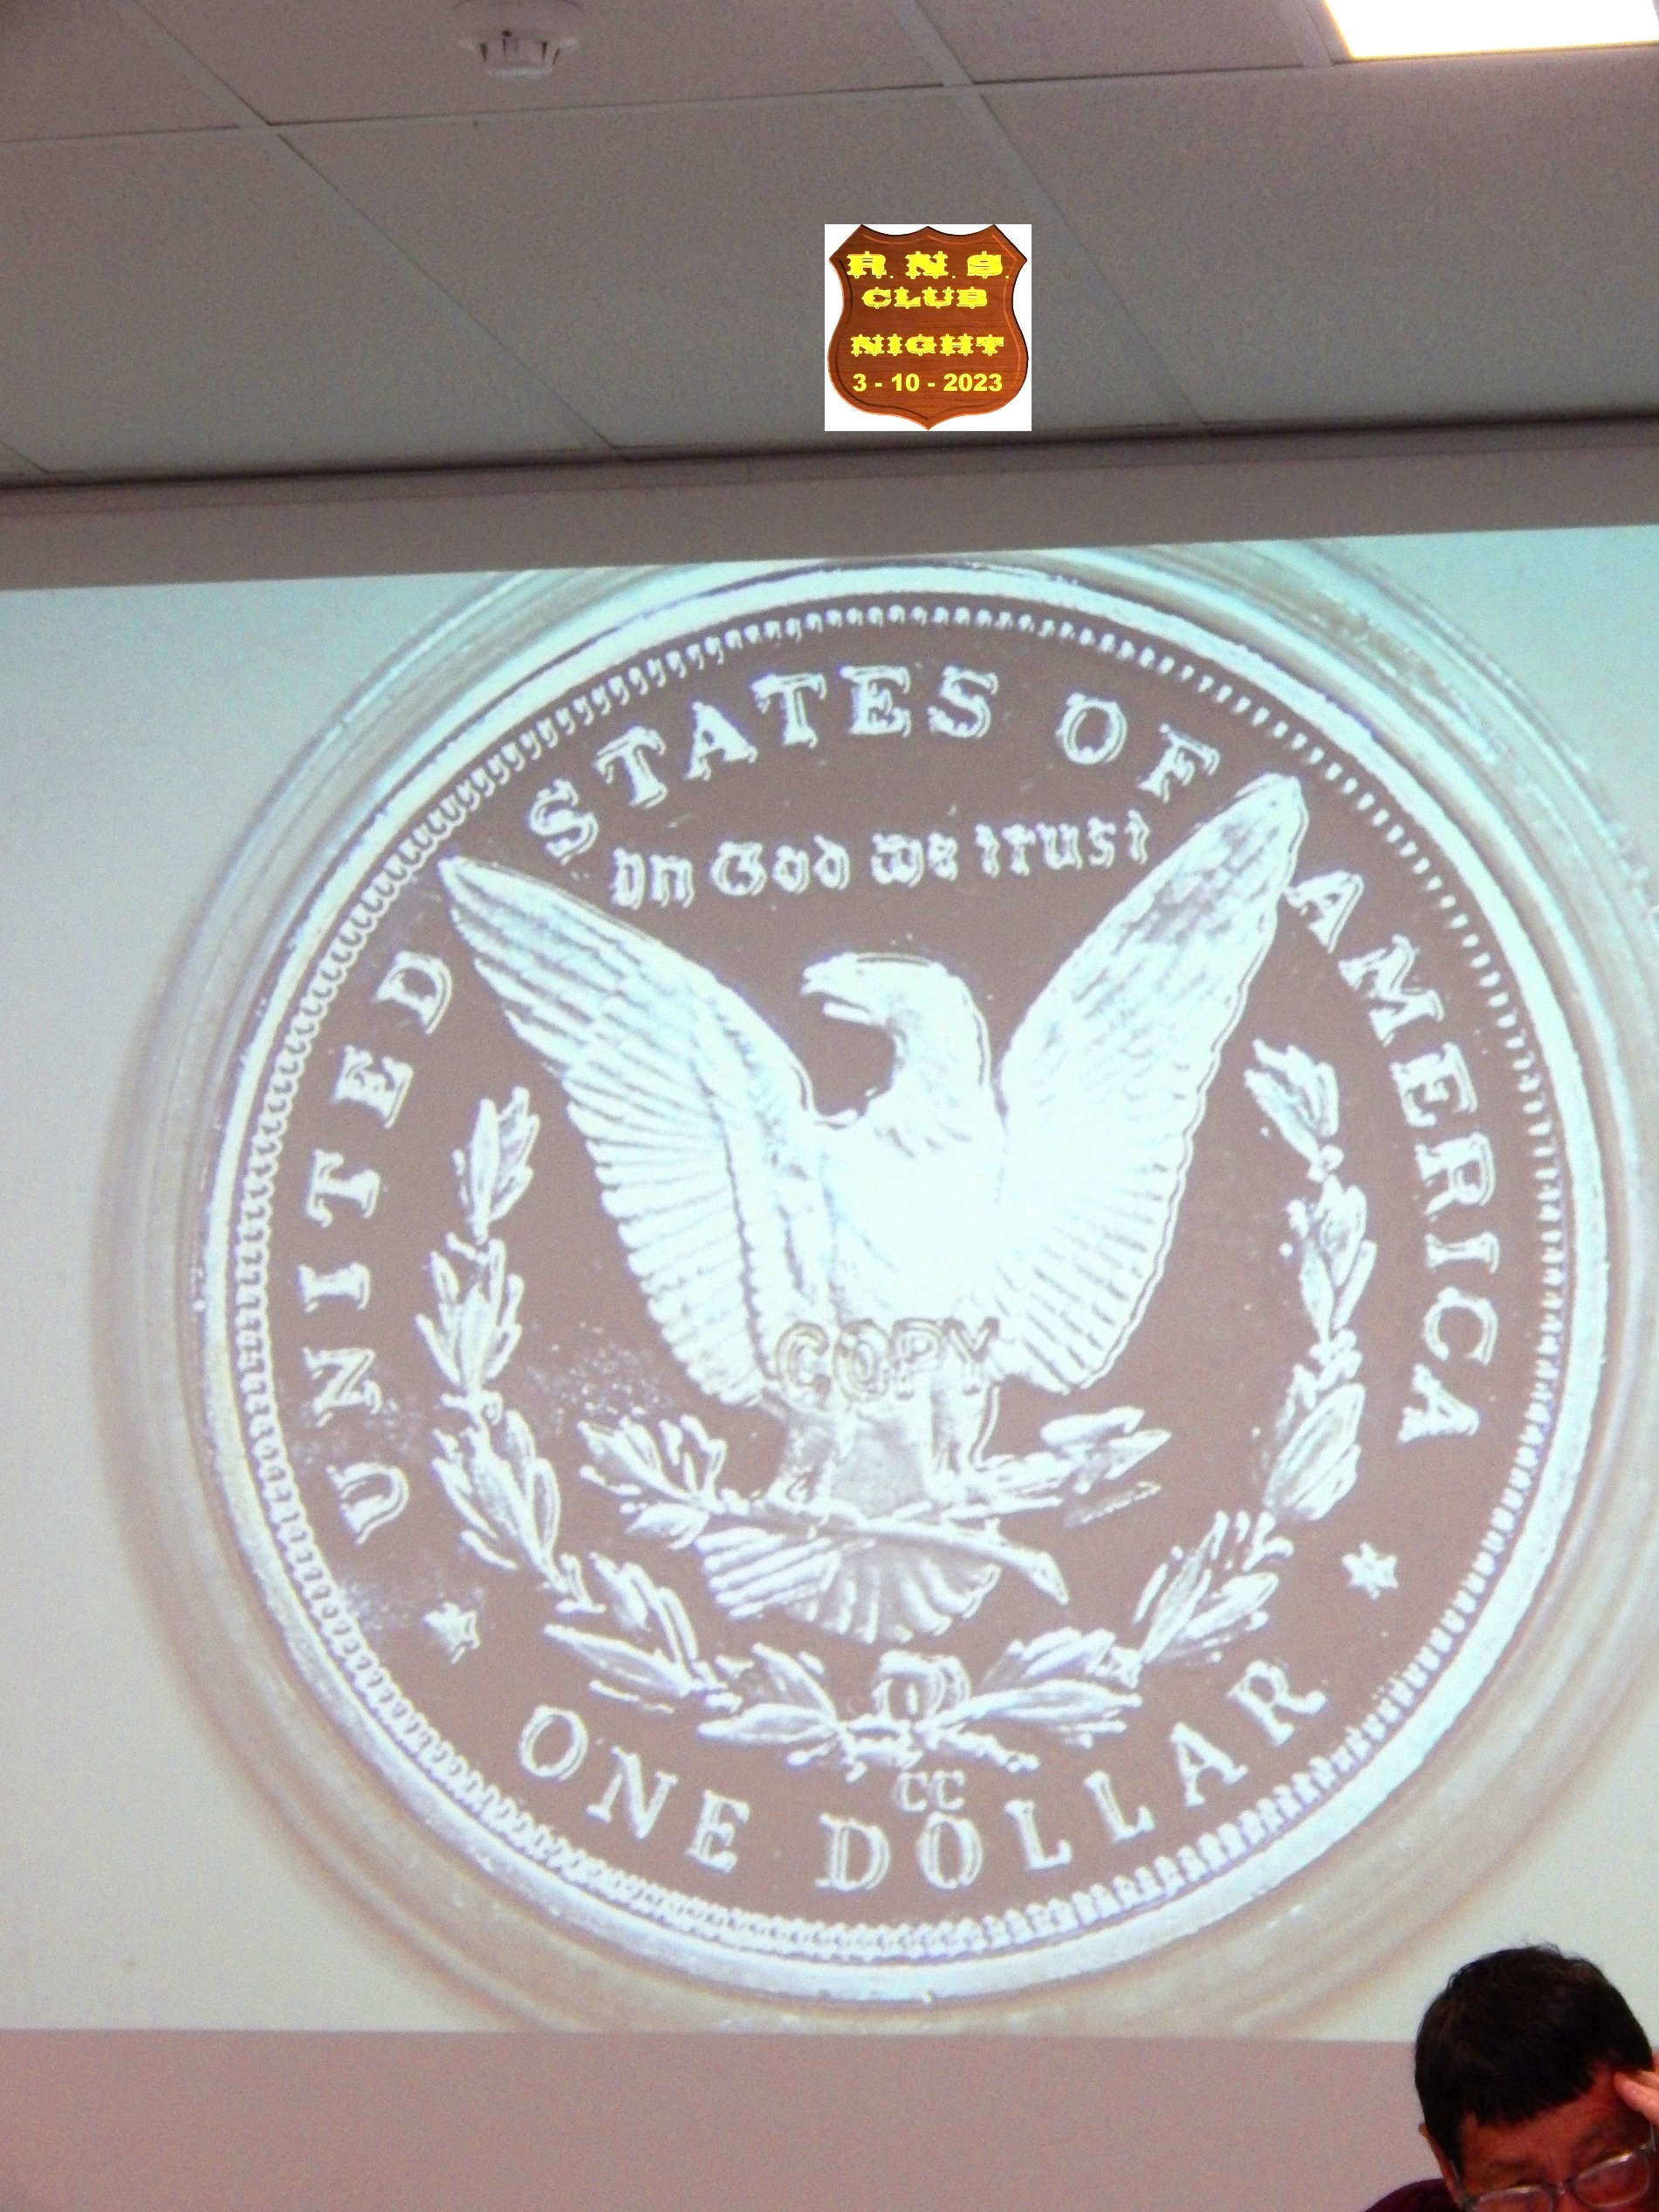 R. N. S.
CLUB
NIGHT
3 - 10 - 2023
UNITED STATES OF AMERICA
In God we trust
COPY
CC
ONE DOLLAR